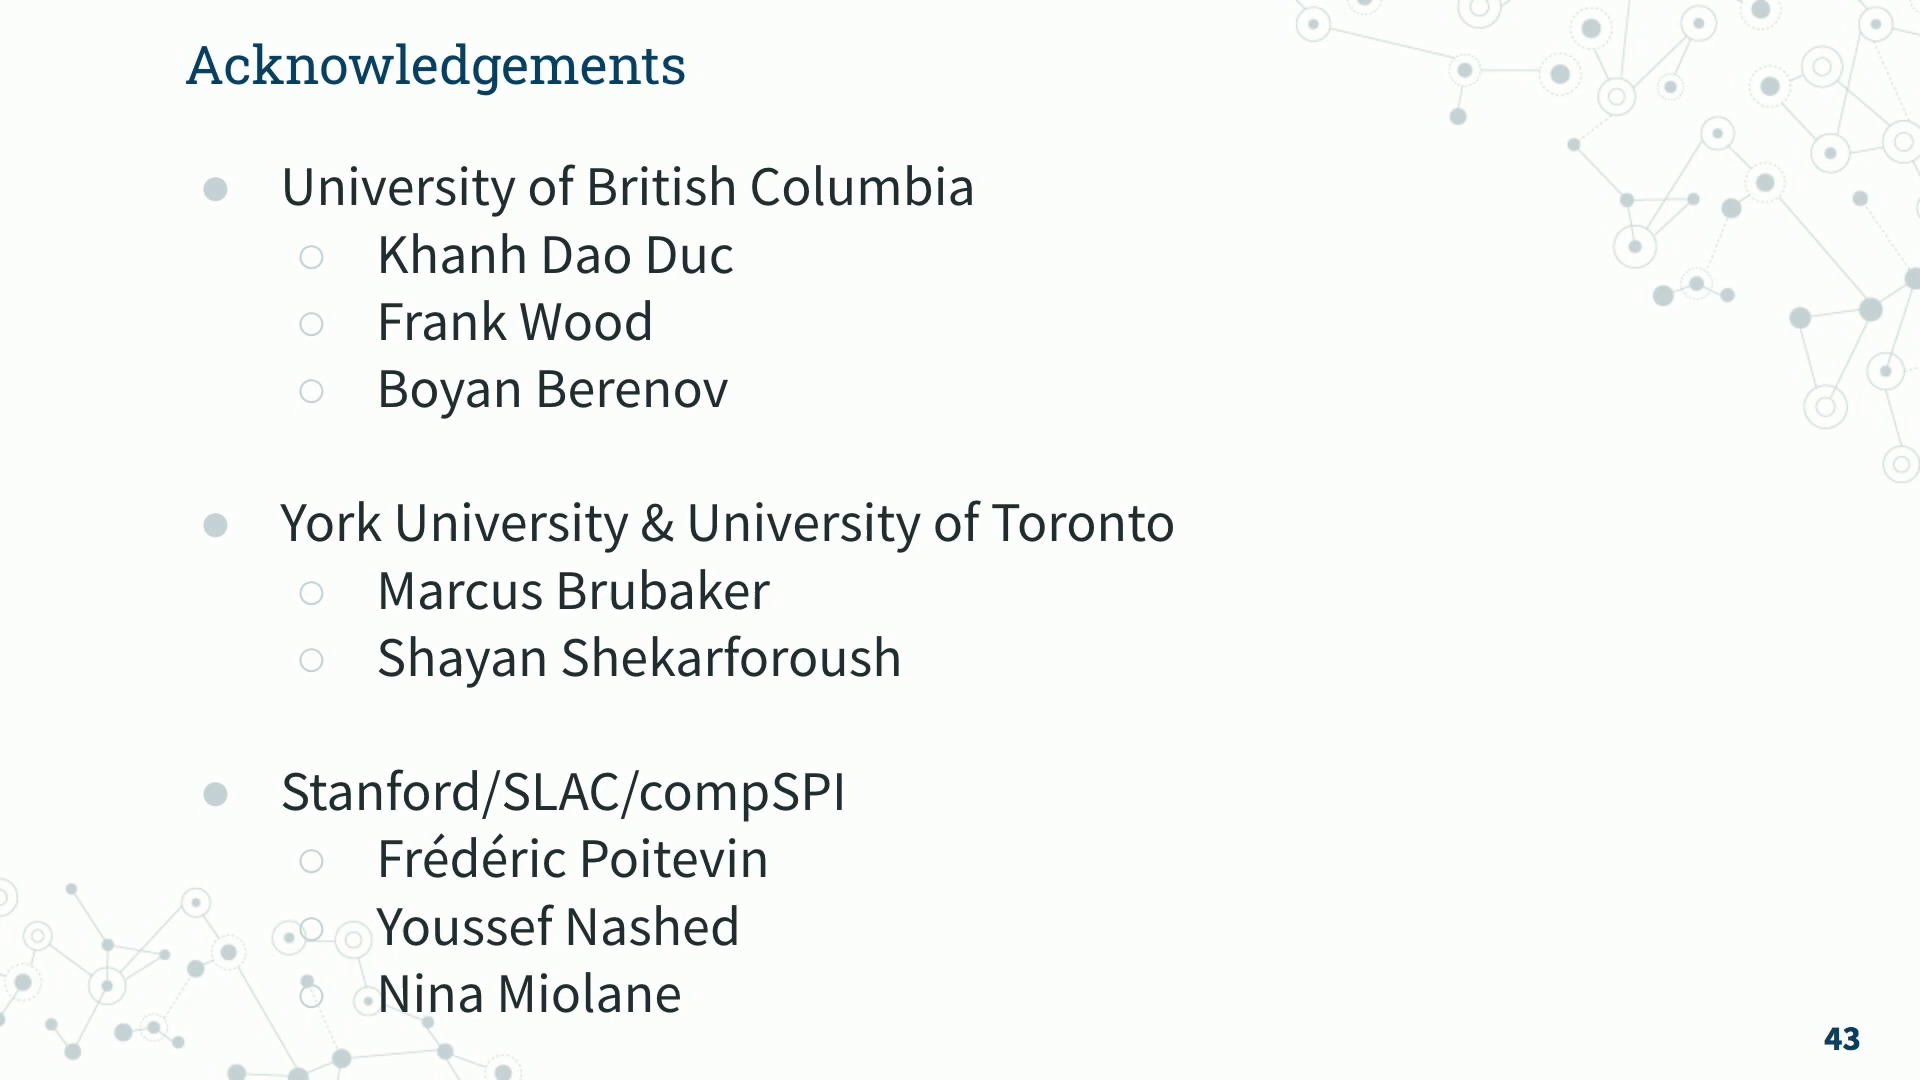 Acknowledgements
University of British Columbia
Khanh Dao Duc
Frank Wood
Boyan Berenov
York University & University of Toronto
Marcus Brubaker
Shayan Shekarforoush
Stanford/SLAC/compSPI
Frédéric Poitevin
Youssef Nashed
Nina Miolane
43